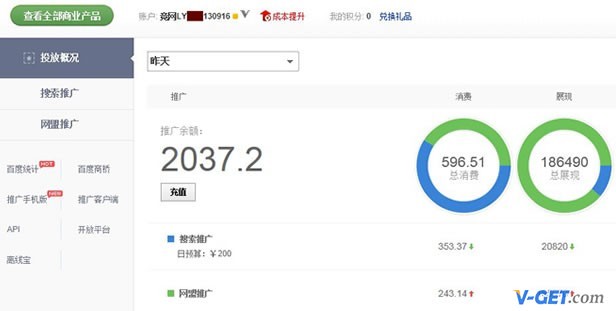 查看全部商业产品
账户: 竞网LY 130916 V 成本提升 我的积分: 0 兑换礼品
投放概况
搜索推广
网盟推广
百度统计 HOT 百度商桥
推广手机版 NEW 推广客户端
API 开放平台
离线宝
昨天
推广 消费 展现
推广余额:
2037.2
充值
596.51
总消费
186490
总展现
搜索推广
日预算: ¥200
353.37 20820
网盟推广
243.14
V-GET.com